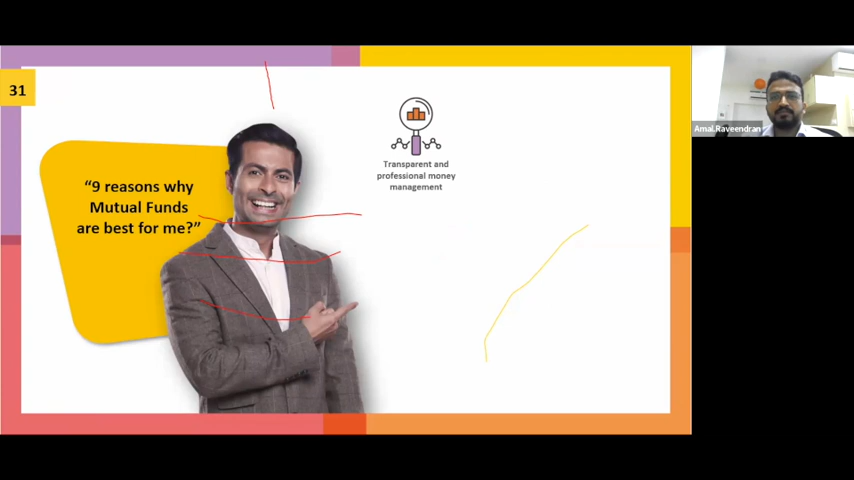 31
“9 reasons why
Mutual Funds
are best for me?”
Transparent and
professional money
management
Amal Raveendran